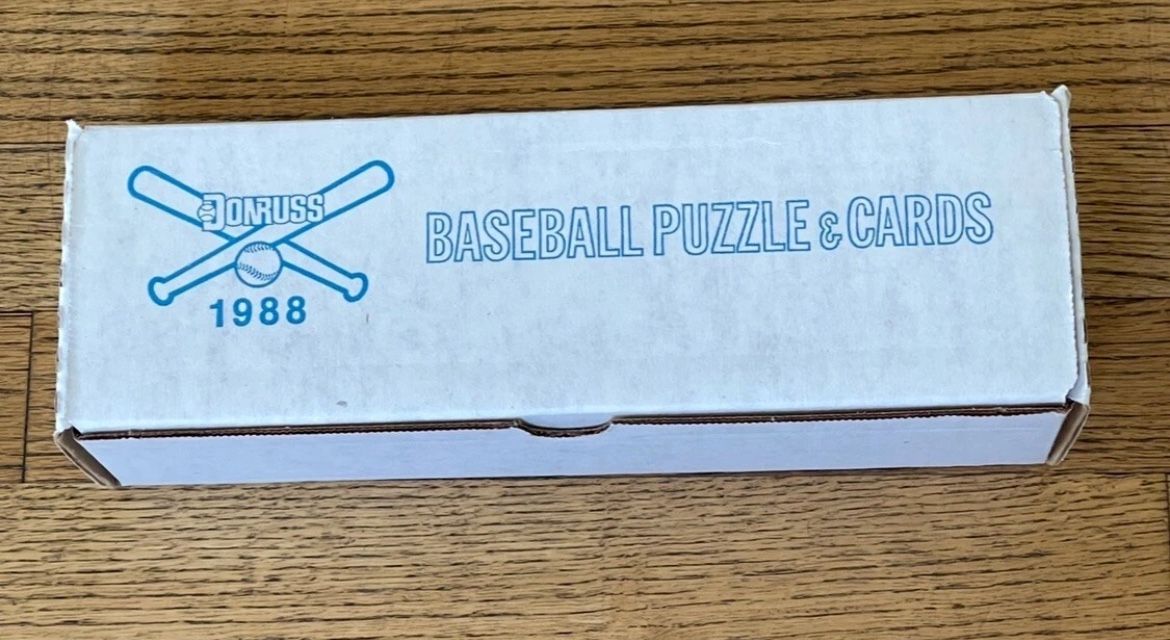 DONRUSS
1988
BASEBALL PUZZLE & CARDS